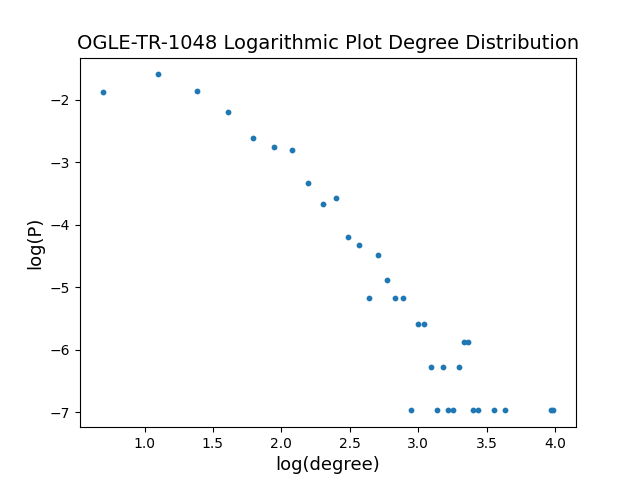 OGLE-TR-1048 Logarithmic Plot Degree Distribution
−2
−3
−4
−5
−6
−7
log(P)
1.0 1.5 2.0 2.5 3.0 3.5 4.0
log(degree)